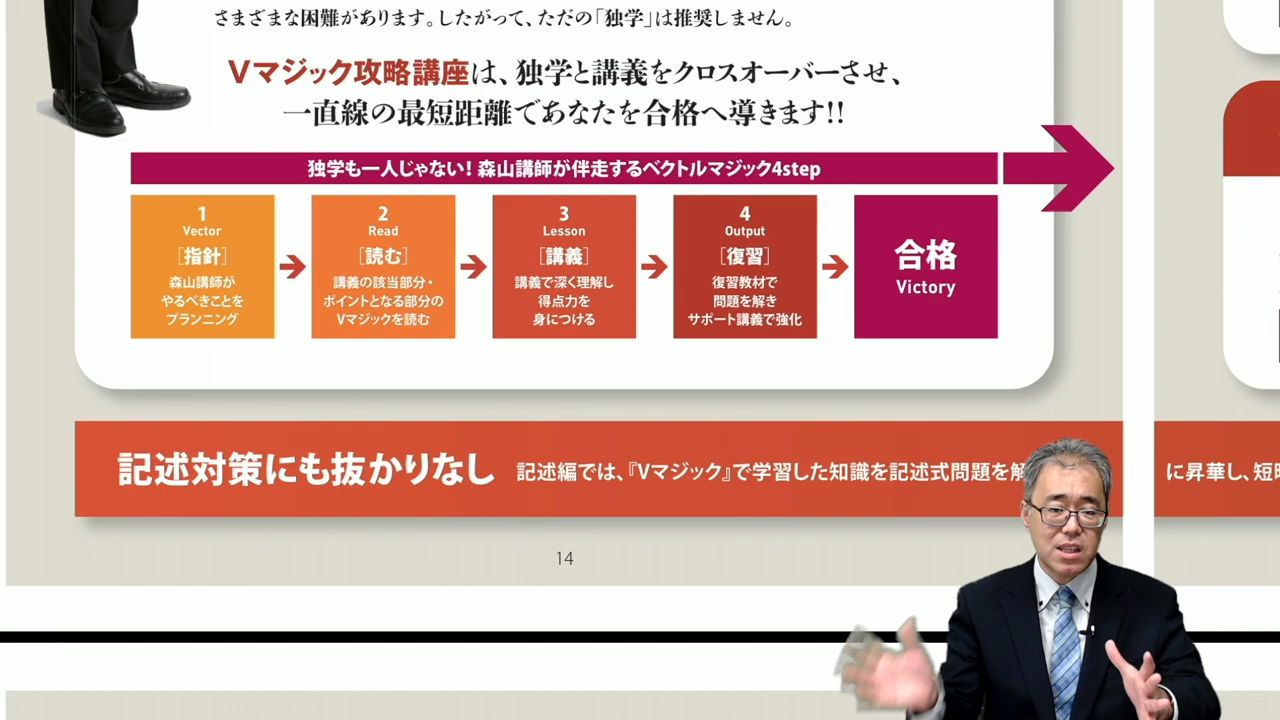 さまざまな困難があります。したがって、ただの「独学」は推奨しません。
Vマジック攻略講座は、独学と講義をクロスオーバーさせ、
一直線の最短距離であなたを合格へ導きます!!
独学も一人じゃない!森山講師が伴走するベクトルマジック4step
1
Vector
[指針]
森山講師が
やるべきことを
プランニング
2
Read
[読む]
講義の該当部分・
ポイントとなる部分の
Vマジックを読む
3
Lesson
[講義]
講義で深く理解し
得点力を
身につける
4
Output
[復習]
復習教材で
問題を解き
サポート講義で強化
合格
Victory
記述対策にも抜かりなし
記述編では、『Vマジック』で学習した知識を記述式問題を解
に昇華し、短
14